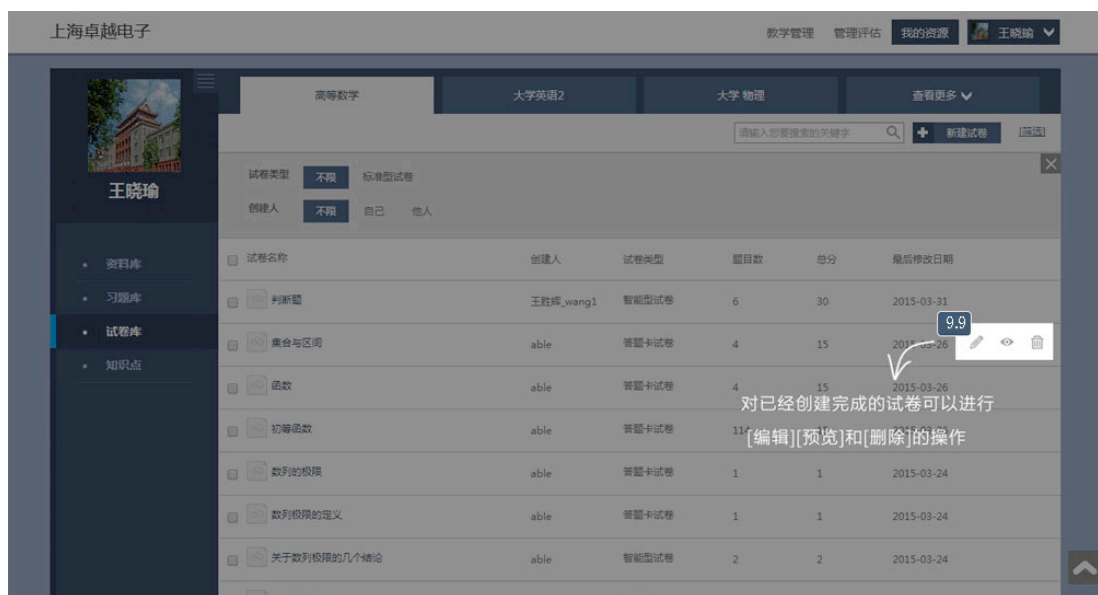 上海卓越电子
教学管理 管理评估 我的资源 王晓瑜
高等数学 大学英语2 大学 物理 查看更多
请输入您要搜索的关键字 新建试卷 [筛选]
王晓瑜
试卷类型 不限 标准型试卷
创建人 不限 自己 他人
资料库
习题库
试卷库
知识点
试卷名称 创建人 试卷类型 题目数 总分 最后修改日期
判断题 王胜辉_wang1 智能型试卷 6 30 2015-03-31
9.9
集合与区间 able 答题卡试卷 4 15 2015-03-26
函数 able 答题卡试卷 4 15 2015-03-26
对已经创建完成的试卷可以进行
[编辑][预览]和[删除]的操作
初等函数 able 答题卡试卷 114
数列的极限 able 答题卡试卷 1 1 2015-03-24
数列极限的定义 able 答题卡试卷 1 1 2015-03-24
关于数列极限的几个结论 able 智能型试卷 2 2 2015-03-24